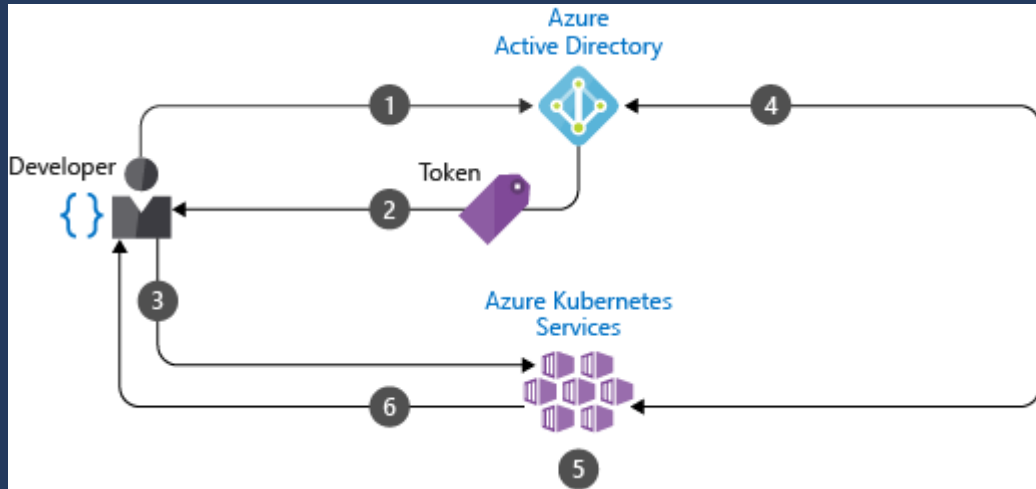 Azure
Active Directory
1
4
Developer
Token
{ }
2
3
Azure Kubernetes
Services
6
5